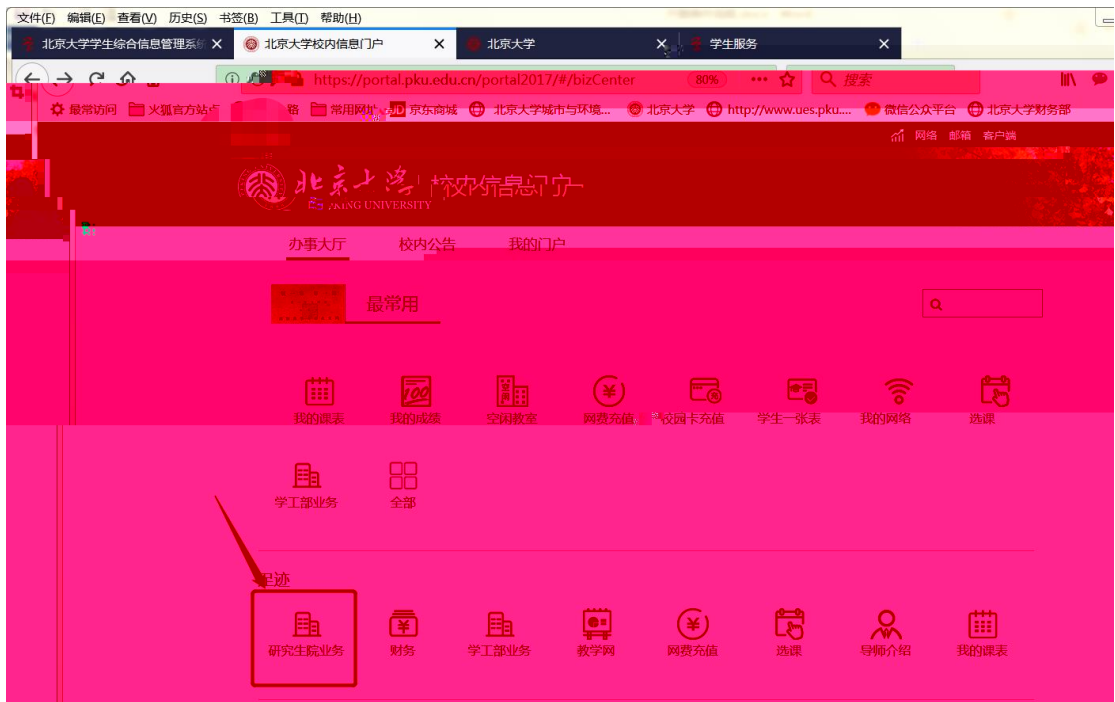 文件(F) 编辑(E) 查看(V) 历史(S) 书签(B) 工具(T) 帮助(H)
北京大学学生综合信息管理系统 北京大学校内信息门户 北京大学 学生服务
https://portal.pku.edu.cn/portal2017/#/bizCenter 80% 搜索
最常访问 火狐官方站点 常用网址 JD 京东商城 北京大学城市与环境... 北京大学 http://www.ues.pku.... 微信公众平台 北京大学财务部
网络 邮箱 客户端
北京大学 校内信息门户
PEKING UNIVERSITY
办事大厅 校内公告 我的门户
最常用
我的课表 我的成绩 空闲教室 网费充值 校园卡充值 学生一张表 我的网络 选课
学工部业务 全部
足迹
研究生院业务 财务 学工部业务 教学网 网费充值 选课 导师介绍 我的课表